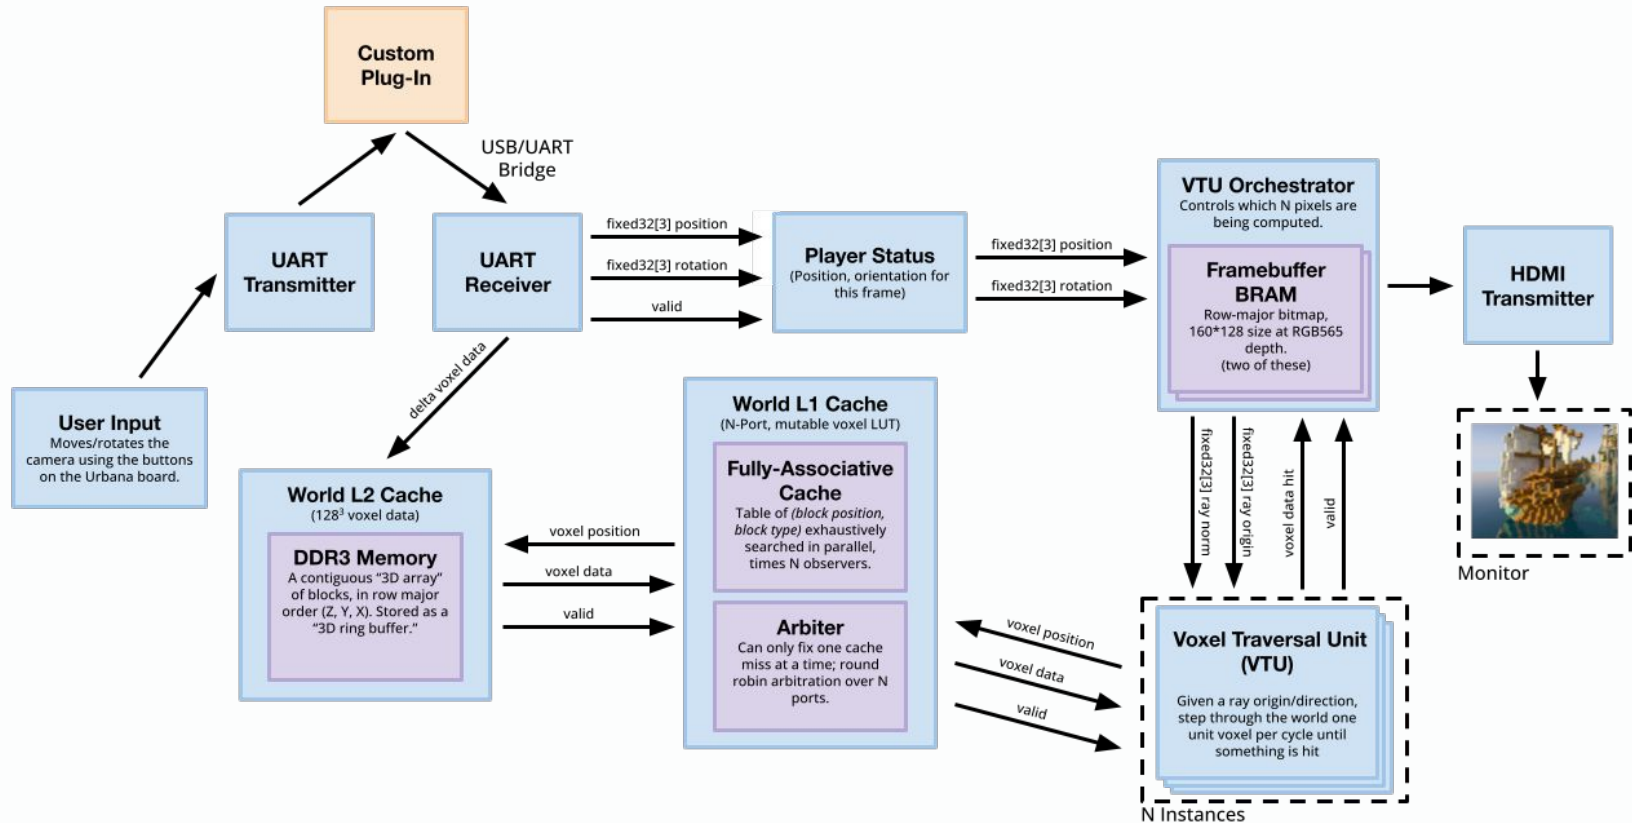 Custom
Plug-In
USB/UART
Bridge
UART
Transmitter
UART
Receiver
fixed32[3] position
fixed32[3] rotation
valid
Player Status
(Position, orientation for
this frame)
fixed32[3] position
fixed32[3] rotation
VTU Orchestrator
Controls which N pixels are
being computed.
Framebuffer
BRAM
Row-major bitmap,
160*128 size at RGB565
depth.
(two of these)
HDMI
Transmitter
User Input
Moves/rotates the
camera using the buttons
on the Urbana board.
delta voxel data
World L2 Cache
(128³ voxel data)
DDR3 Memory
A contiguous “3D array”
of blocks, in row major
order (Z, Y, X). Stored as a
“3D ring buffer.”
voxel position
voxel data
valid
World L1 Cache
(N-Port, mutable voxel LUT)
Fully-Associative
Cache
Table of (block position,
block type) exhaustively
searched in parallel,
times N observers.
Arbiter
Can only fix one cache
miss at a time; round
robin arbitration over N
ports.
voxel position
voxel data
valid
fixed32[3] ray norm
fixed32[3] ray origin
voxel data hit
valid
Monitor
Voxel Traversal Unit
(VTU)
Given a ray origin/direction,
step through the world one
unit voxel per cycle until
something is hit
N Instances